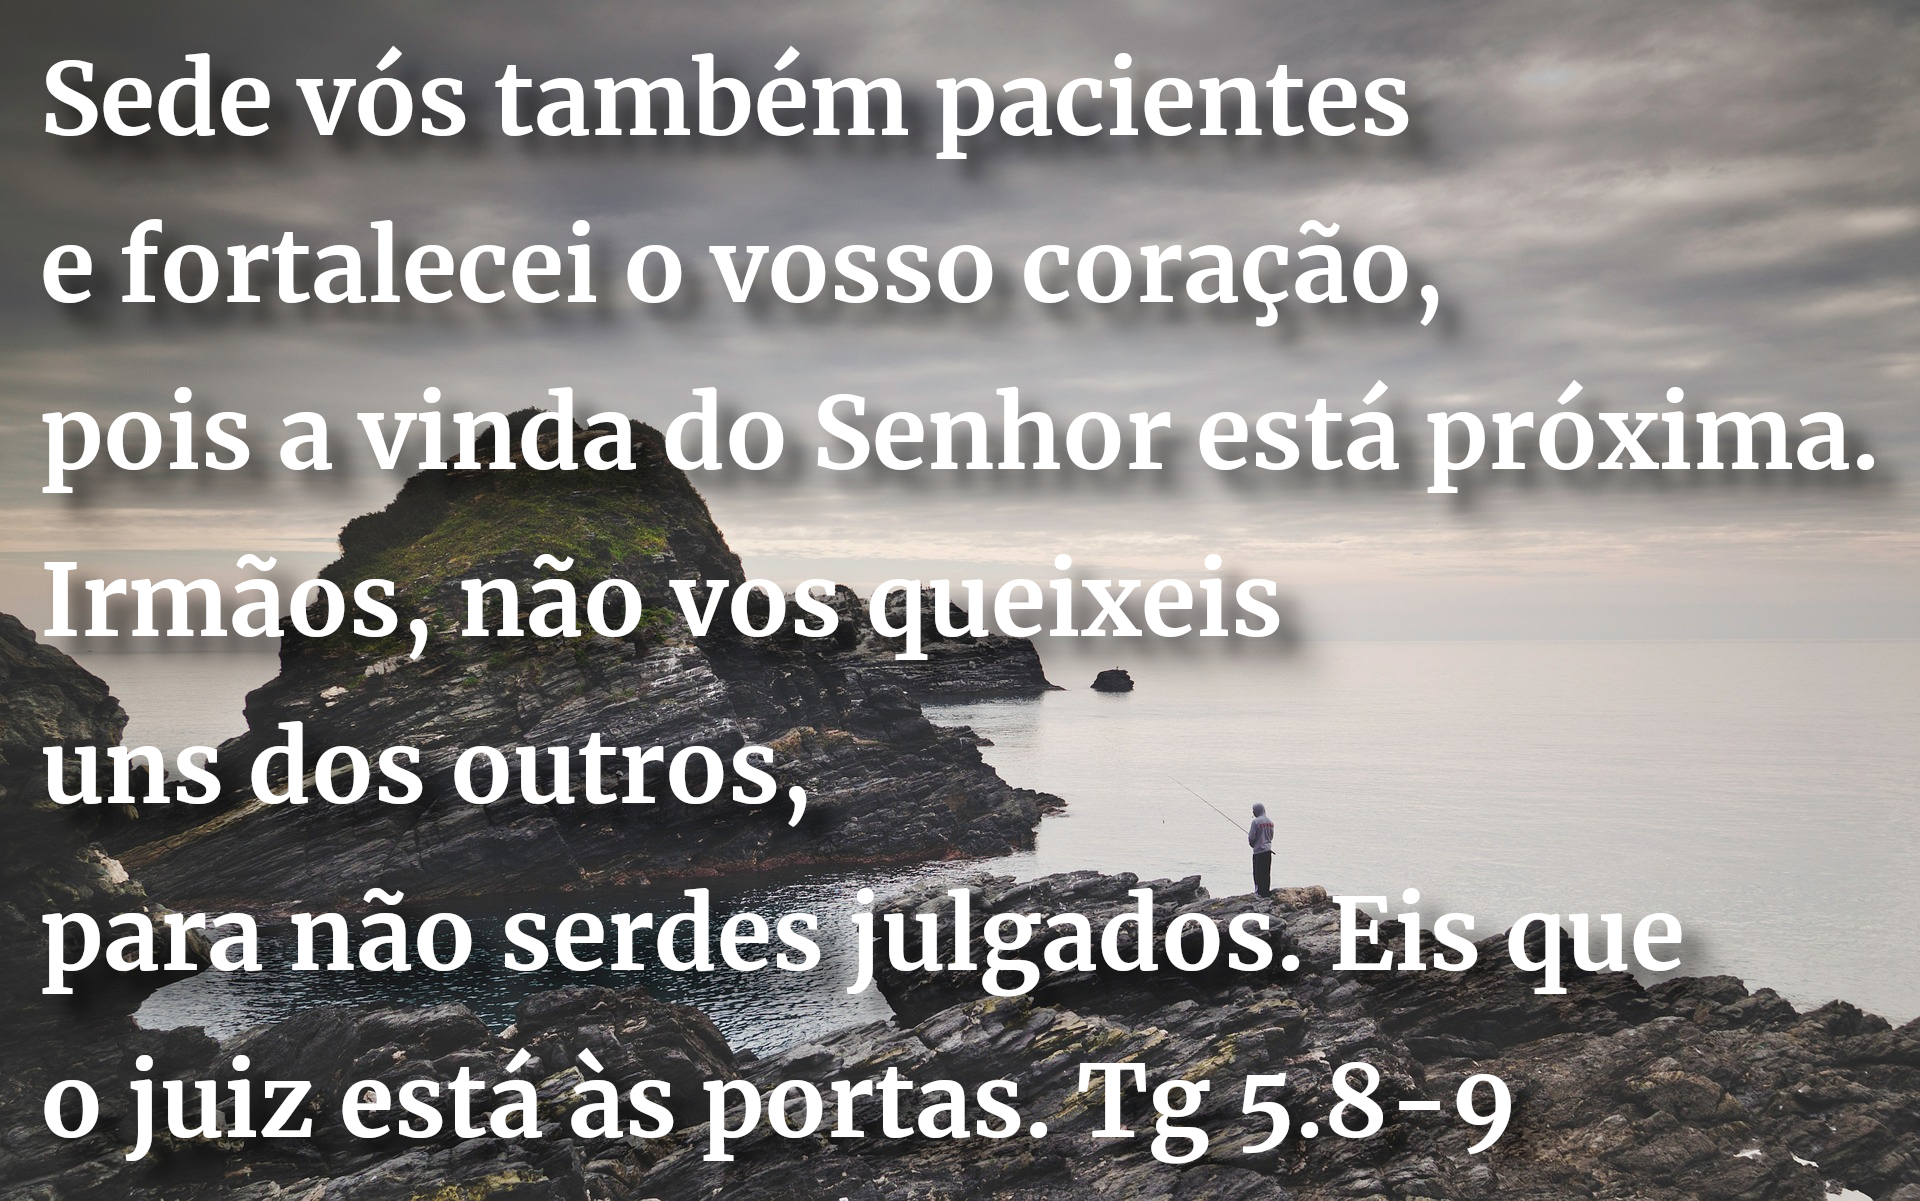 Sede vós também pacientes
e fortalecei o vosso coração,
pois a vinda do Senhor está próxima.
Irmãos, não vos queixeis
uns dos outros,
para não serdes julgados. Eis que
o juiz está às portas. Tg 5.8-9